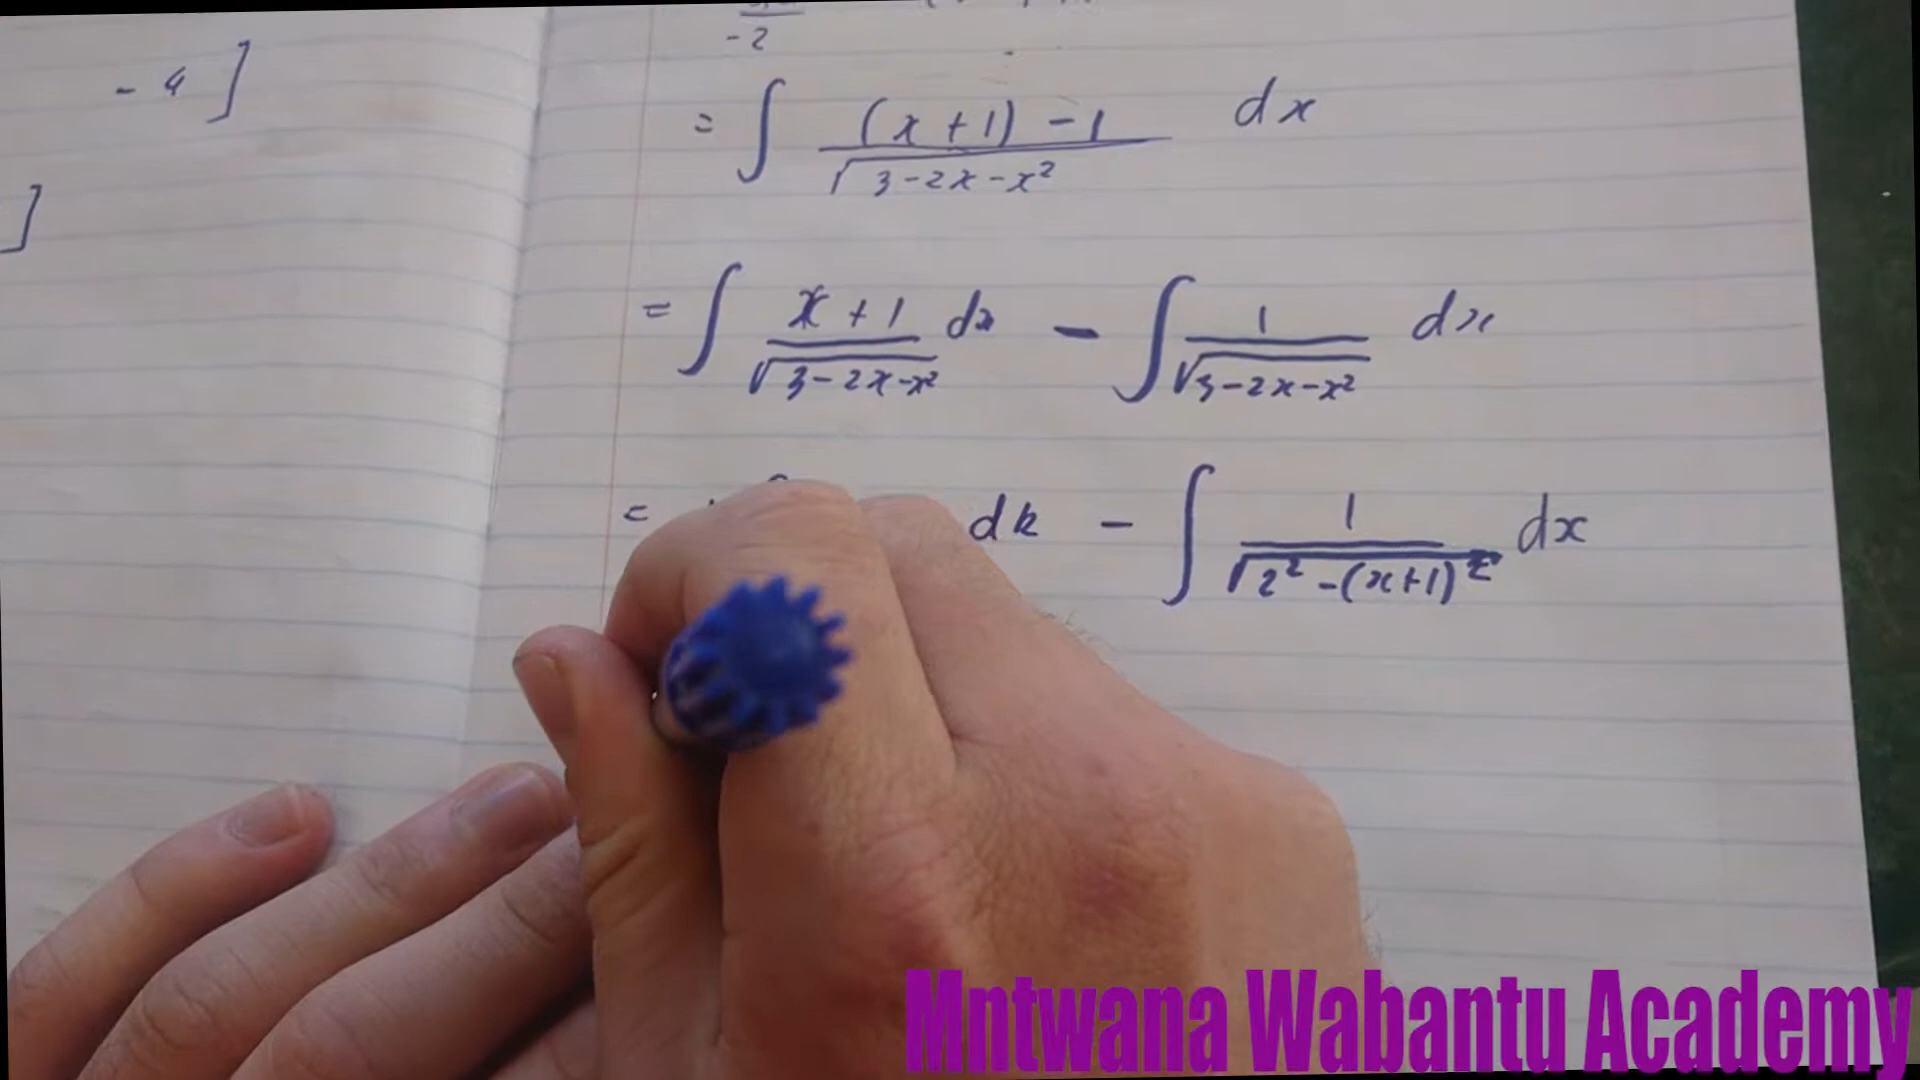 - 4 ]
]
- 2
= ∫ (x + 1) - 1 / √(3 - 2x - x²) dx
= ∫ x + 1 / √(3 - 2x - x²) dx - ∫ 1 / √(3 - 2x - x²) dx
= dk - ∫ 1 / √(2² - (x+1)²) dx
Mntwana Wabantu Academy